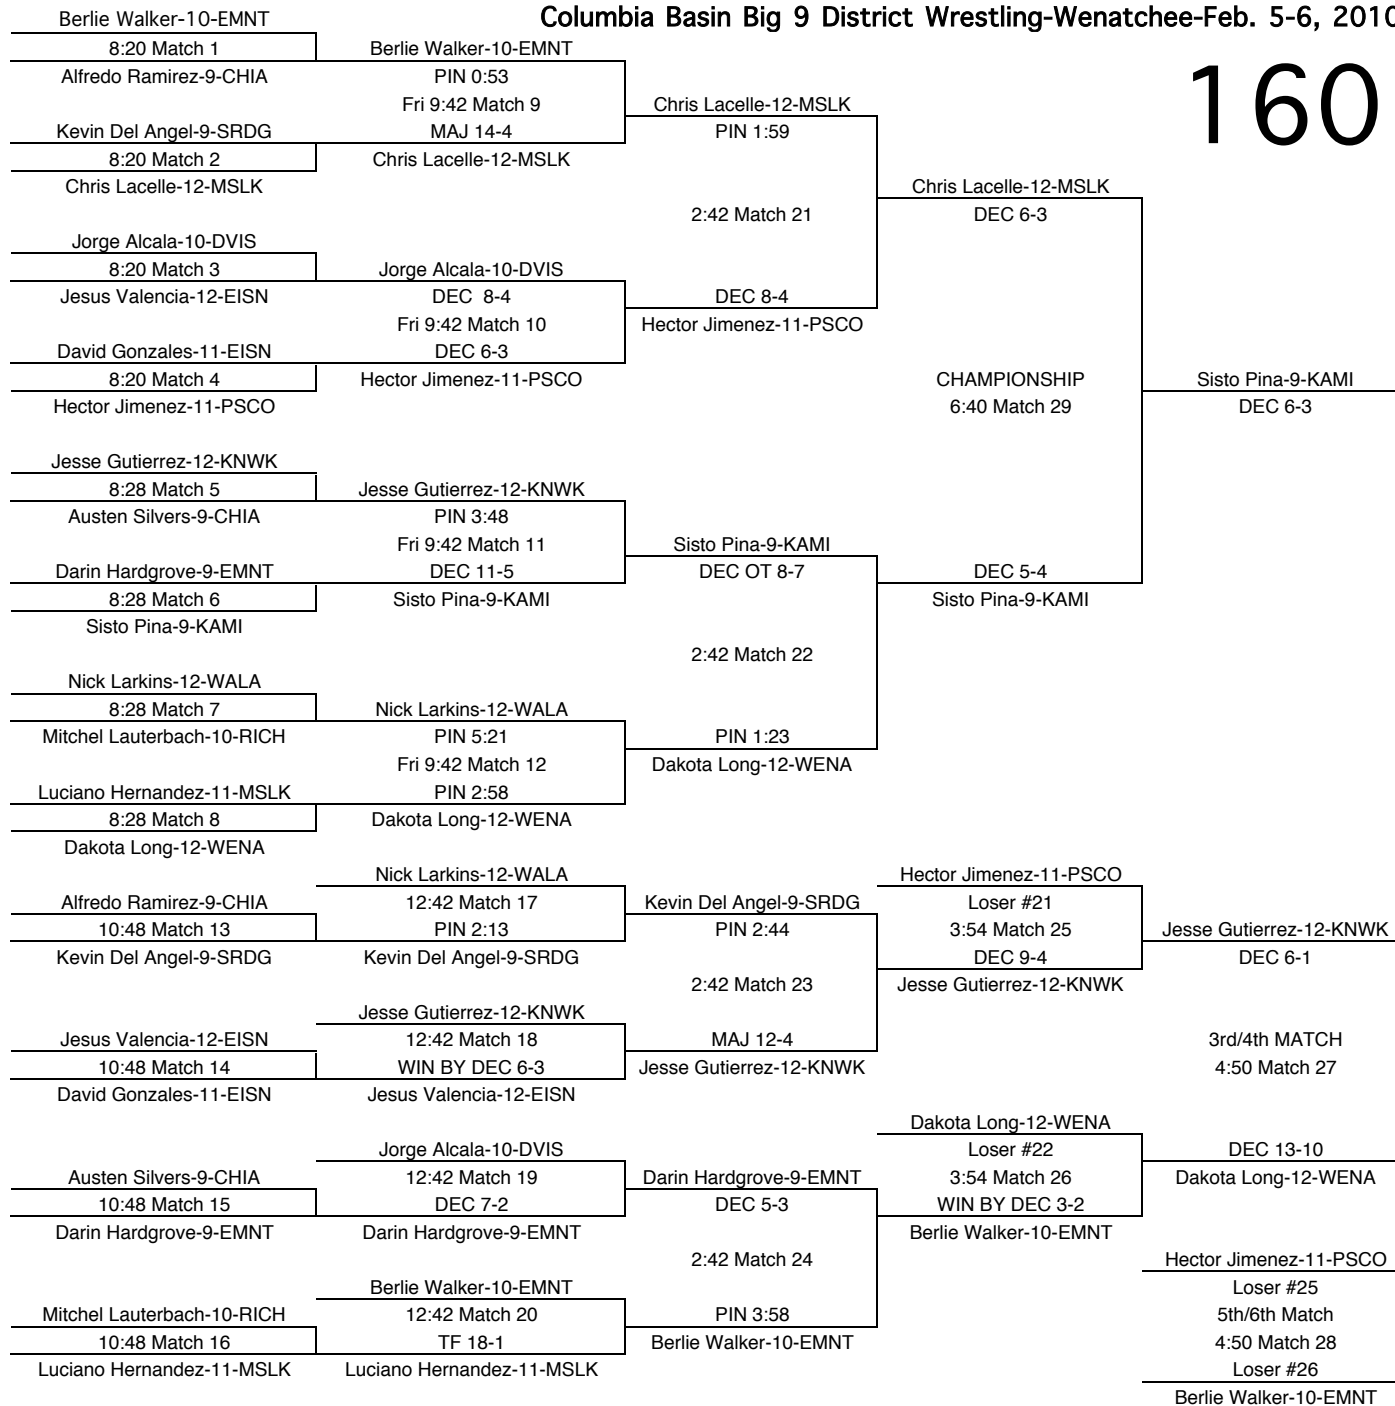 Columbia Basin Big 9 District Wrestling-Wenatchee-Feb. 5-6, 2010
160
Berlie Walker-10-EMNT
8:20 Match 1
Alfredo Ramirez-9-CHIA
Kevin Del Angel-9-SRDG
8:20 Match 2
Chris Lacelle-12-MSLK
Jorge Alcala-10-DVIS
8:20 Match 3
Jesus Valencia-12-EISN
David Gonzales-11-EISN
8:20 Match 4
Hector Jimenez-11-PSCO
Jesse Gutierrez-12-KNWK
8:28 Match 5
Austen Silvers-9-CHIA
Darin Hardgrove-9-EMNT
8:28 Match 6
Sisto Pina-9-KAMI
Nick Larkins-12-WALA
8:28 Match 7
Mitchel Lauterbach-10-RICH
Luciano Hernandez-11-MSLK
8:28 Match 8
Dakota Long-12-WENA
Berlie Walker-10-EMNT
PIN 0:53
Fri 9:42 Match 9
MAJ 14-4
Chris Lacelle-12-MSLK
Jorge Alcala-10-DVIS
DEC 8-4
Fri 9:42 Match 10
DEC 6-3
Hector Jimenez-11-PSCO
Jesse Gutierrez-12-KNWK
PIN 3:48
Fri 9:42 Match 11
DEC 11-5
Sisto Pina-9-KAMI
Nick Larkins-12-WALA
PIN 5:21
Fri 9:42 Match 12
PIN 2:58
Dakota Long-12-WENA
Chris Lacelle-12-MSLK
PIN 1:59
2:42 Match 21
DEC 8-4
Hector Jimenez-11-PSCO
Sisto Pina-9-KAMI
DEC OT 8-7
2:42 Match 22
PIN 1:23
Dakota Long-12-WENA
Chris Lacelle-12-MSLK
DEC 6-3
CHAMPIONSHIP
6:40 Match 29
DEC 5-4
Sisto Pina-9-KAMI
Sisto Pina-9-KAMI
DEC 6-3
Alfredo Ramirez-9-CHIA
10:48 Match 13
Kevin Del Angel-9-SRDG
Jesus Valencia-12-EISN
10:48 Match 14
David Gonzales-11-EISN
Austen Silvers-9-CHIA
10:48 Match 15
Darin Hardgrove-9-EMNT
Mitchel Lauterbach-10-RICH
10:48 Match 16
Luciano Hernandez-11-MSLK
Nick Larkins-12-WALA
12:42 Match 17
PIN 2:13
Kevin Del Angel-9-SRDG
Jesse Gutierrez-12-KNWK
12:42 Match 18
WIN BY DEC 6-3
Jesus Valencia-12-EISN
Jorge Alcala-10-DVIS
12:42 Match 19
DEC 7-2
Darin Hardgrove-9-EMNT
Berlie Walker-10-EMNT
12:42 Match 20
TF 18-1
Luciano Hernandez-11-MSLK
Kevin Del Angel-9-SRDG
PIN 2:44
2:42 Match 23
MAJ 12-4
Jesse Gutierrez-12-KNWK
Darin Hardgrove-9-EMNT
DEC 5-3
2:42 Match 24
PIN 3:58
Berlie Walker-10-EMNT
Hector Jimenez-11-PSCO
Loser #21
3:54 Match 25
DEC 9-4
Jesse Gutierrez-12-KNWK
Dakota Long-12-WENA
Loser #22
3:54 Match 26
WIN BY DEC 3-2
Berlie Walker-10-EMNT
Jesse Gutierrez-12-KNWK
DEC 6-1
3rd/4th MATCH
4:50 Match 27
DEC 13-10
Dakota Long-12-WENA
Hector Jimenez-11-PSCO
Loser #25
5th/6th Match
4:50 Match 28
Loser #26
Berlie Walker-10-EMNT